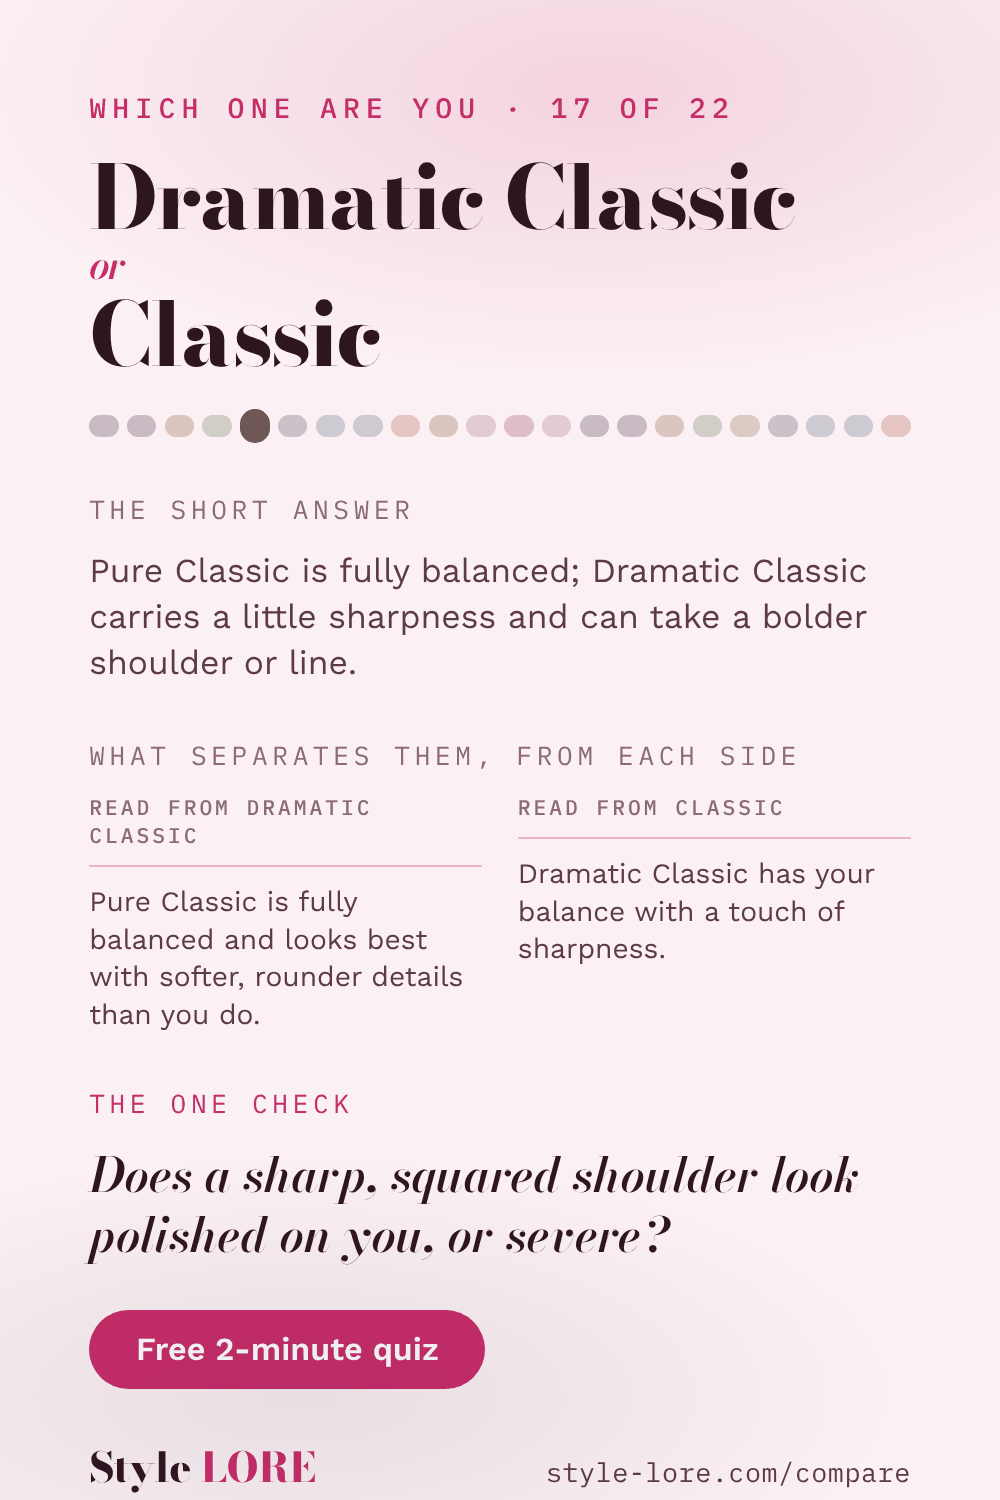 WHICH ONE ARE YOU · 17 OF 22
Dramatic Classic
or
Classic
THE SHORT ANSWER
Pure Classic is fully balanced; Dramatic Classic
carries a little sharpness and can take a bolder
shoulder or line.
WHAT SEPARATES THEM, FROM EACH SIDE
READ FROM DRAMATIC
CLASSIC
Pure Classic is fully
balanced and looks best
with softer, rounder details
than you do.
READ FROM CLASSIC
Dramatic Classic has your
balance with a touch of
sharpness.
THE ONE CHECK
Does a sharp, squared shoulder look
polished on you, or severe?
Free 2-minute quiz
Style LORE
style-lore.com/compare